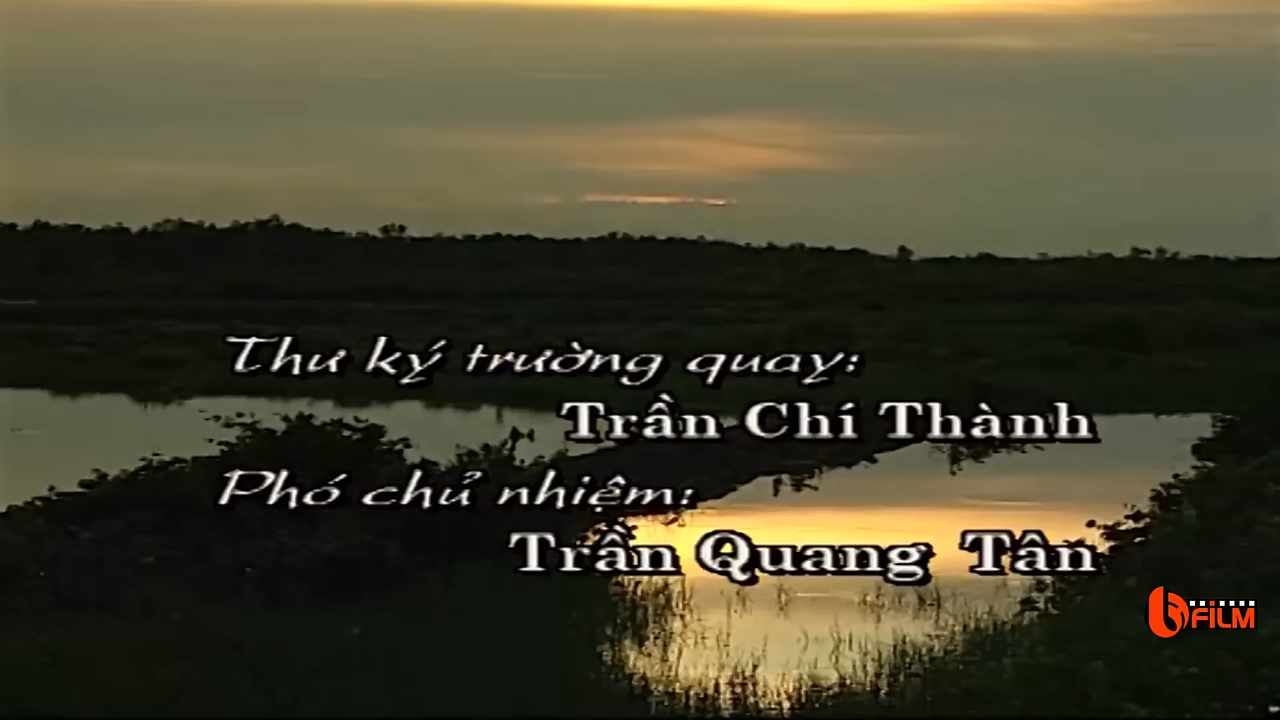 Thư ký trường quay:
Trần Chí Thành
Phó chủ nhiệm:
Trần Quang Tân
FiLM